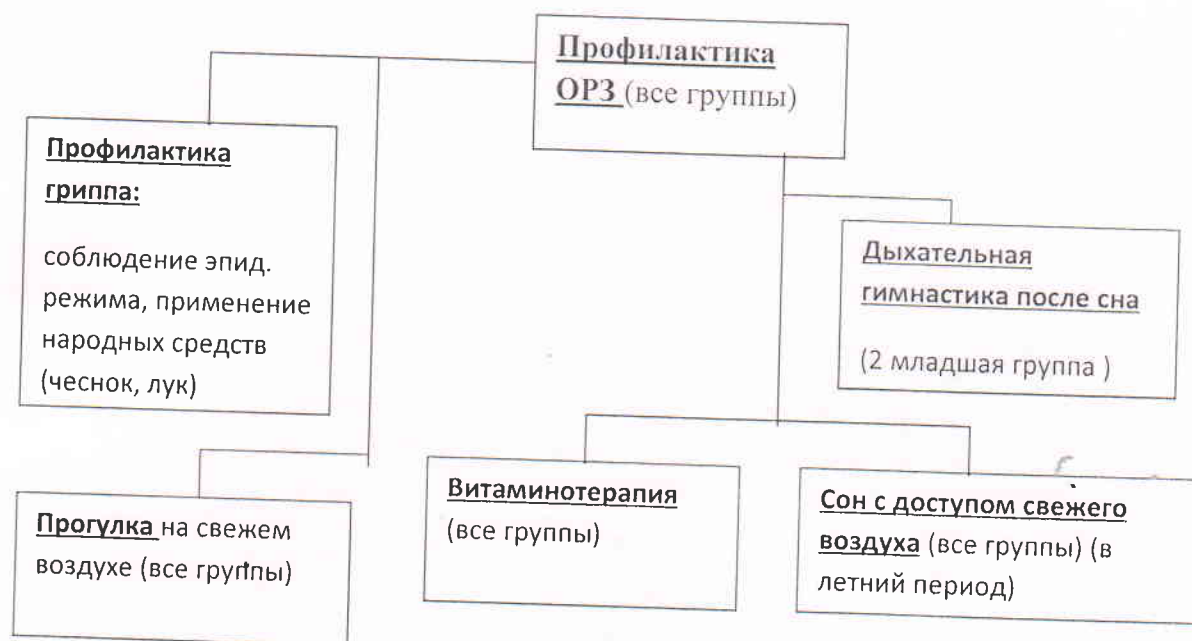 Профилактика
ОРЗ (все группы)
Профилактика
гриппа:
соблюдение эпид.
режима, применение
народных средств
(чеснок, лук)
Дыхательная
гимнастика после сна
(2 младшая группа )
Прогулка на свежем
воздухе (все группы)
Витаминотерапия
(все группы)
Сон с доступом свежего
воздуха (все группы) (в
летний период)